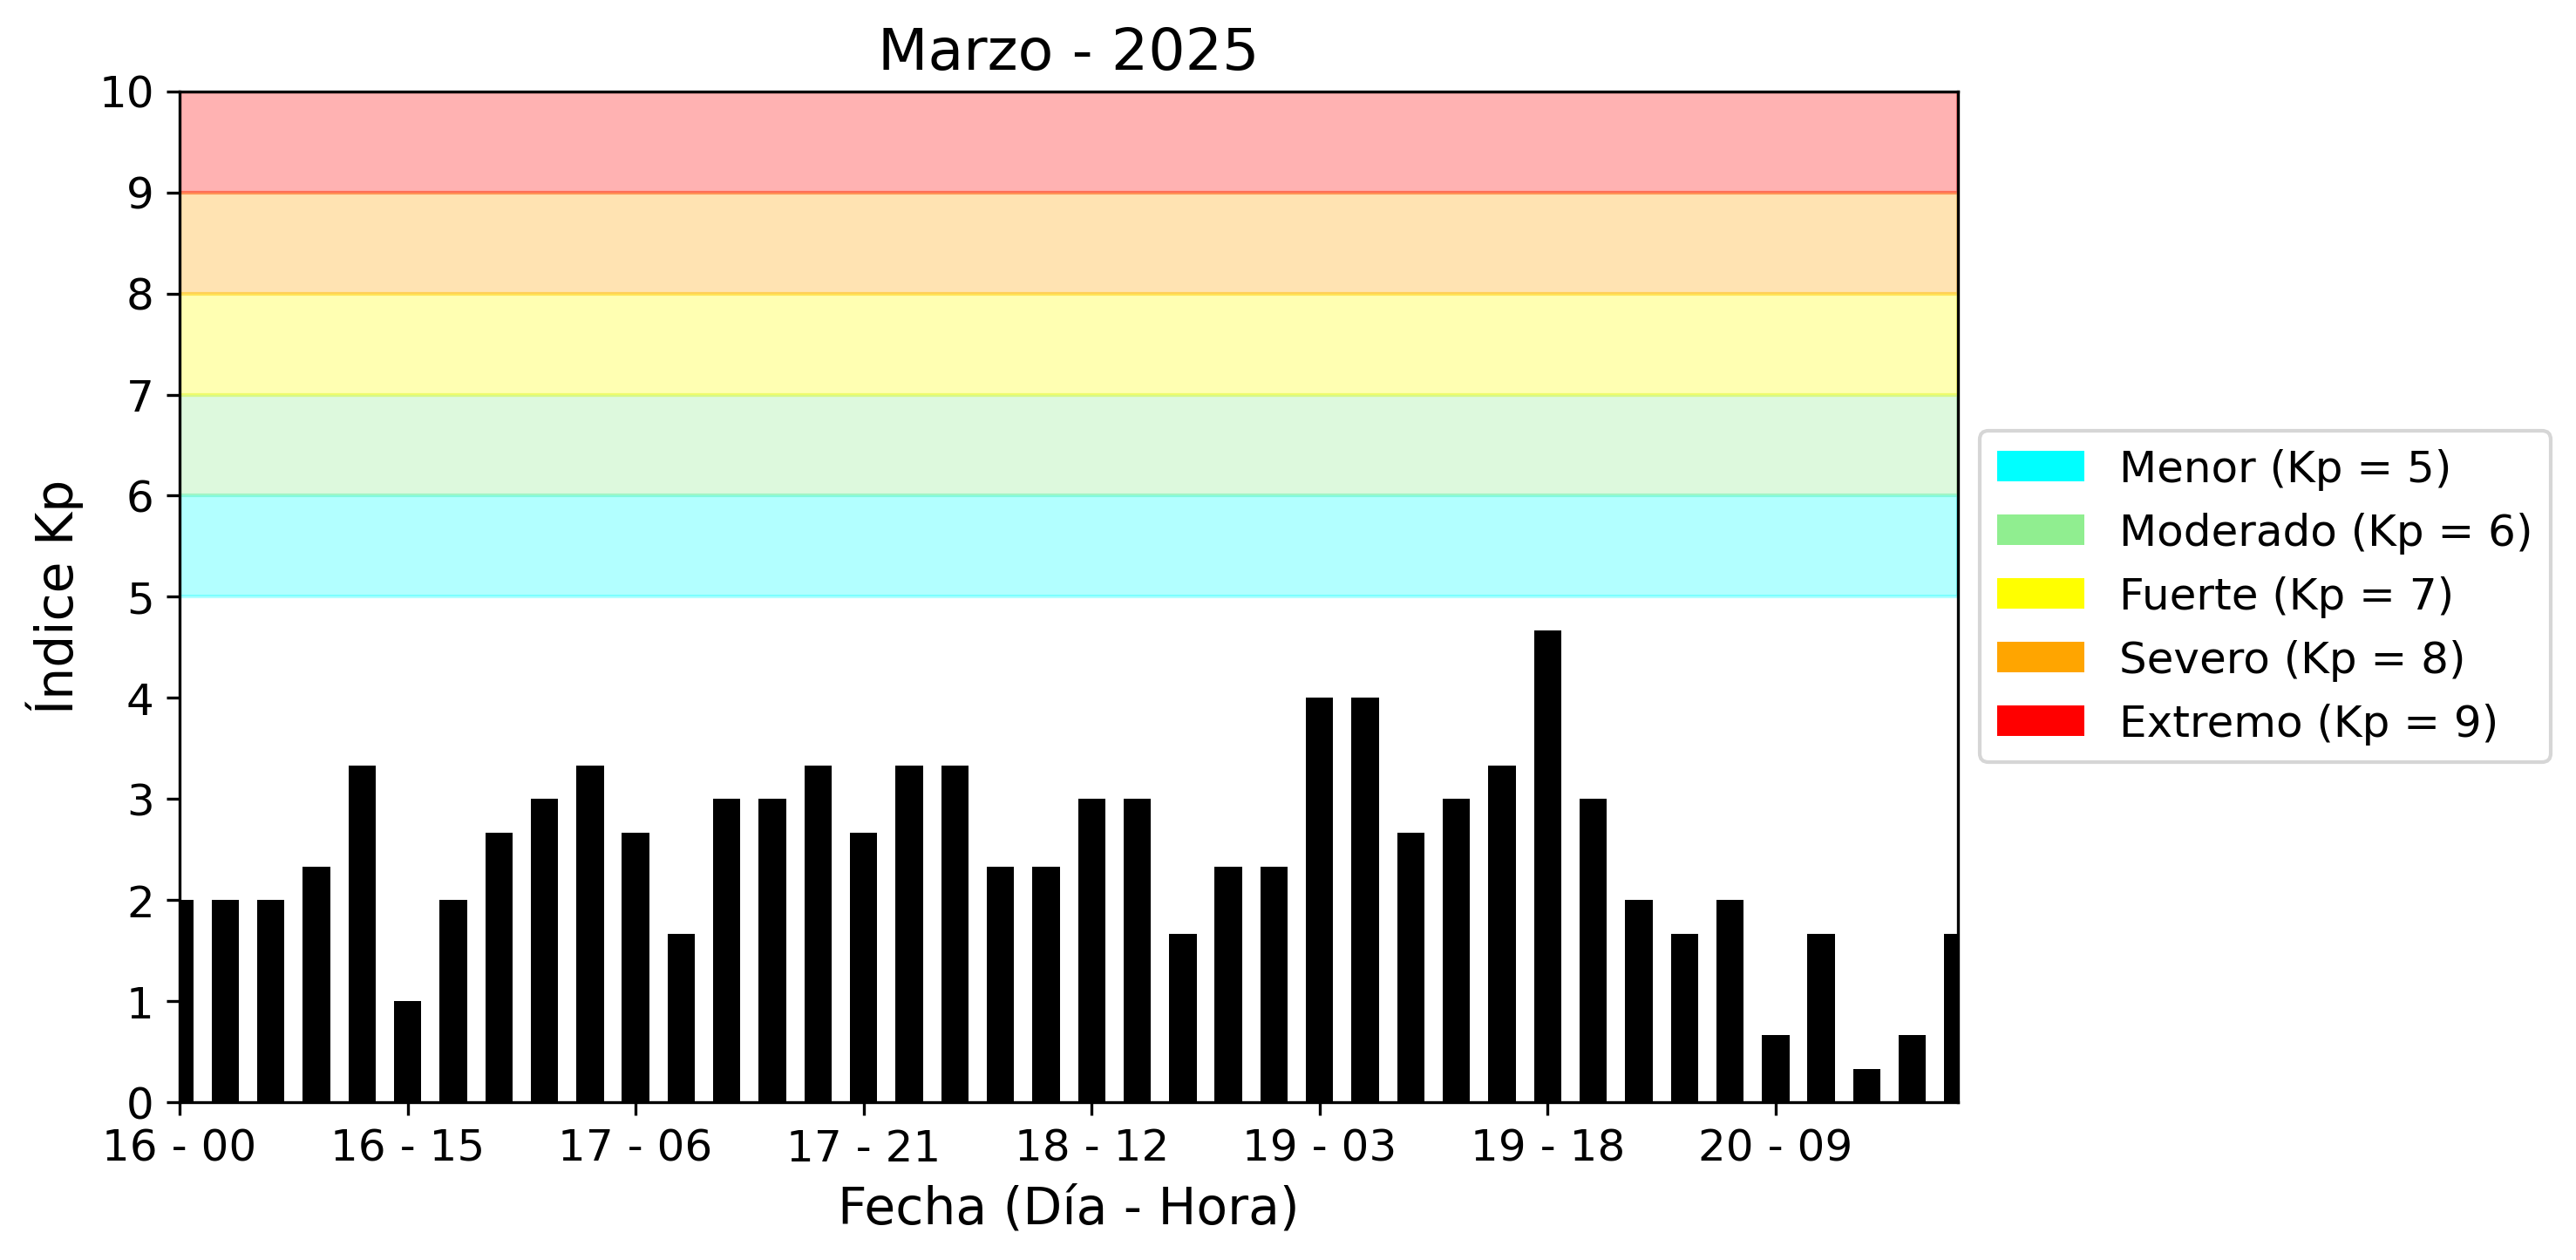 Marzo - 2025
10
9
8
7
6
5
4
3
2
1
0
Índice Kp
16 - 00
16 - 15
17 - 06
17 - 21
18 - 12
19 - 03
19 - 18
20 - 09
Fecha (Día - Hora)
Menor (Kp = 5)
Moderado (Kp = 6)
Fuerte (Kp = 7)
Severo (Kp = 8)
Extremo (Kp = 9)